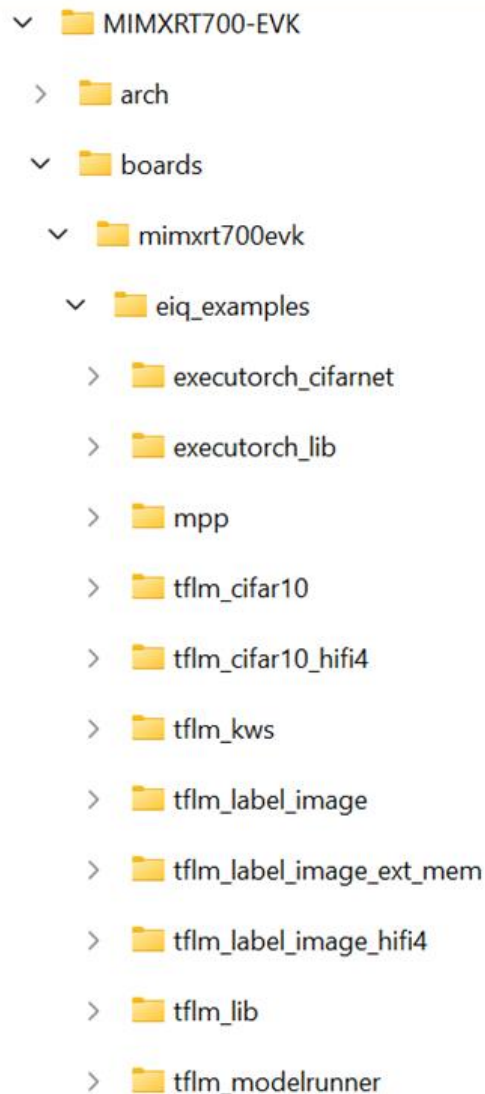 MIMXRT700-EVK
arch
boards
mimxrt700evk
eiq_examples
executorch_cifarnet
executorch_lib
mpp
tflm_cifar10
tflm_cifar10_hifi4
tflm_kws
tflm_label_image
tflm_label_image_ext_mem
tflm_label_image_hifi4
tflm_lib
tflm_modelrunner